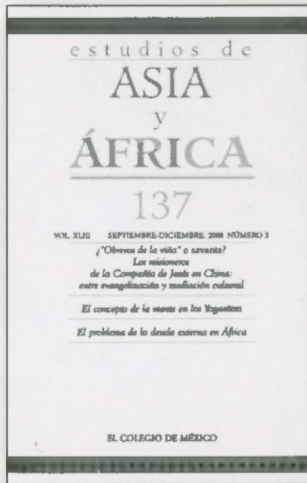 estudios de
ASIA
y
ÁFRICA
137
VOL. XLIII SEPTIEMBRE-DICIEMBRE, 2008 NÚMERO 3
¿"Obreros de la viña" o savants?
Los misioneros
de la Compañía de Jesús en China:
entre evangelización y mediación cultural
El concepto de la mente en los Yogasūtras
El problema de la deuda externa en África
EL COLEGIO DE MÉXICO